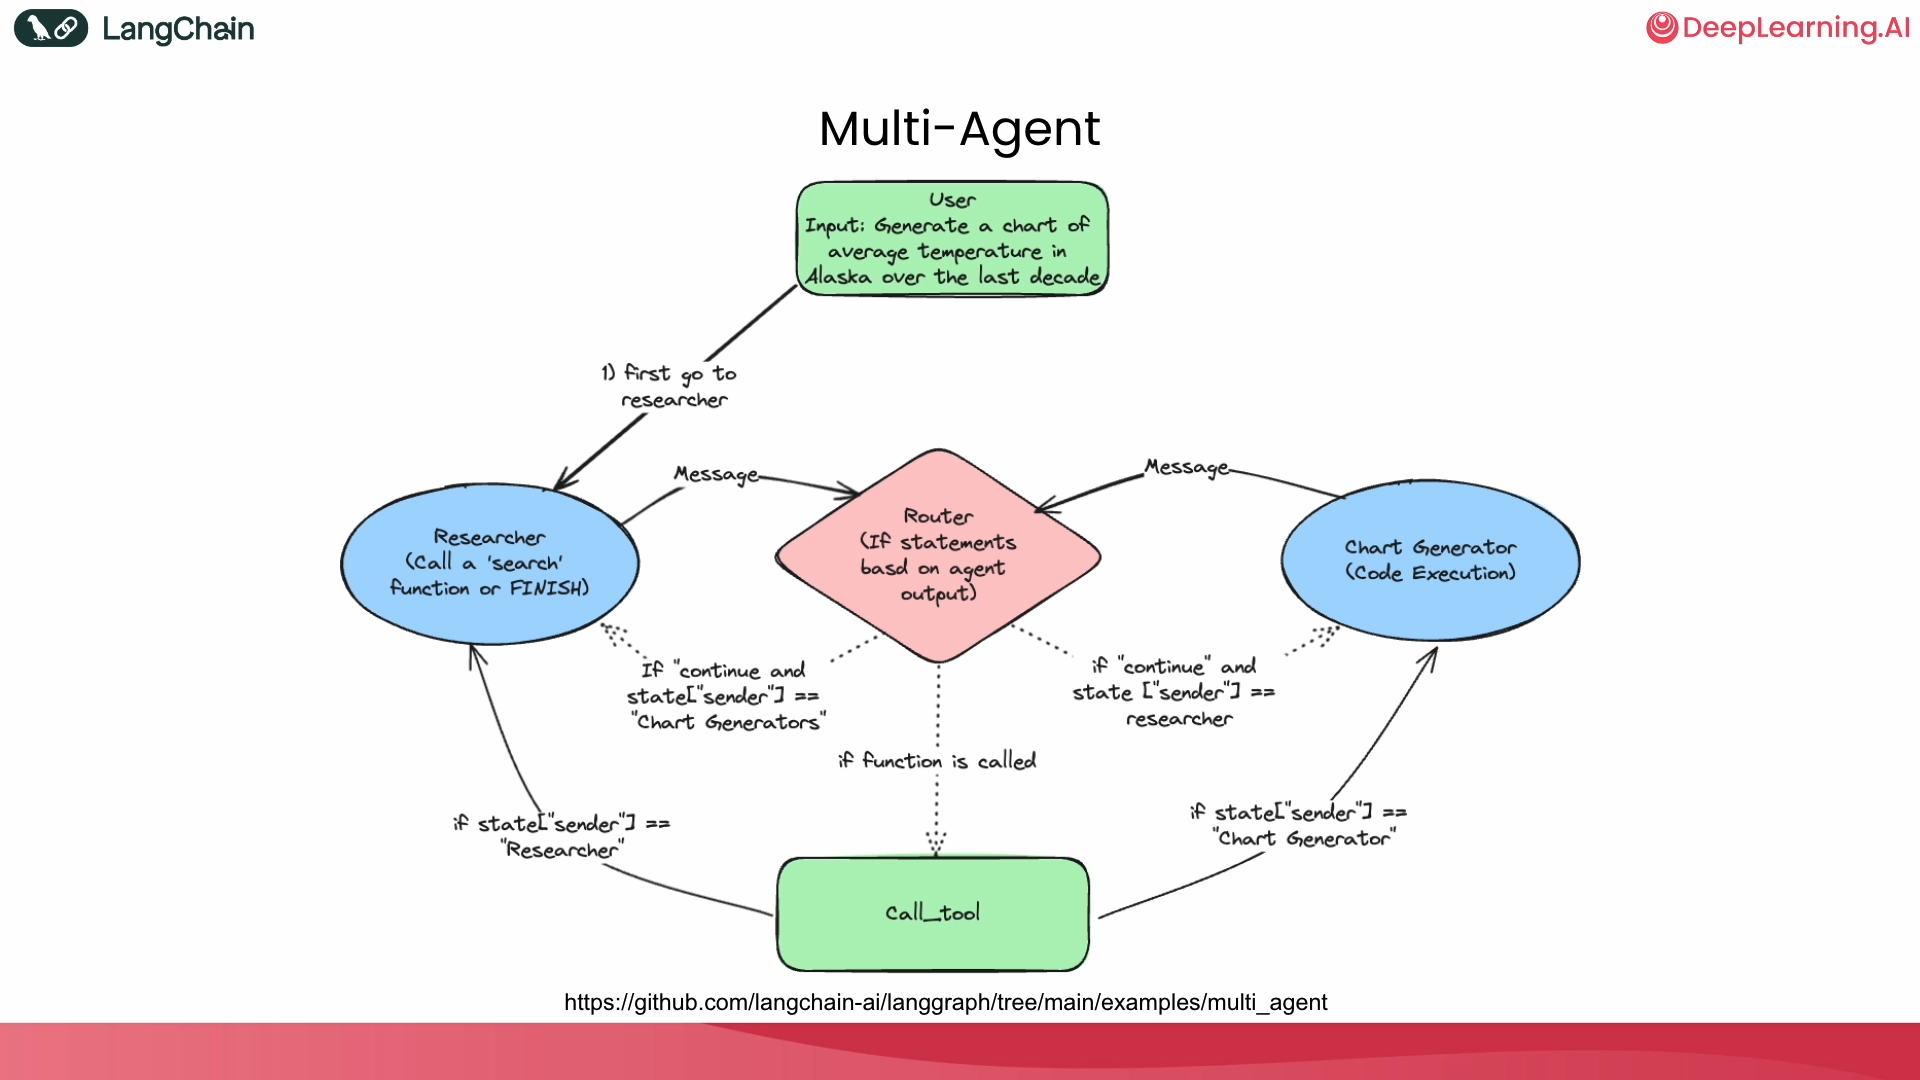 LangChain
DeepLearning.AI
Multi-Agent
User
Input: Generate a chart of
average temperature in
Alaska over the last decade
1) first go to
researcher
Message
Message
Researcher
(Call a 'search'
function or FINISH)
Router
(If statements
basd on agent
output)
Chart Generator
(Code Execution)
If "continue and
state["sender"] ==
"Chart Generators"
if "continue" and
state ["sender"] ==
researcher
if function is called
if state["sender"] ==
"Researcher"
if state["sender"] ==
"Chart Generator"
Call_tool
https://github.com/langchain-ai/langgraph/tree/main/examples/multi_agent